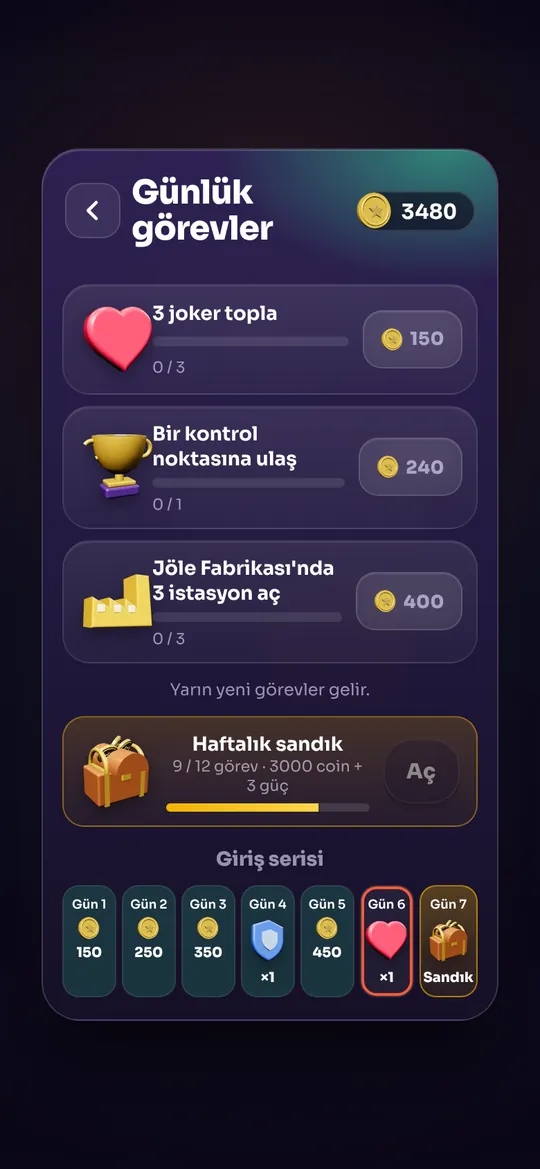 Günlük
görevler
3480
3 joker topla
0 / 3
150
Bir kontrol
noktasına ulaş
0 / 1
240
Jöle Fabrikası'nda
3 istasyon aç
0 / 3
400
Yarın yeni görevler gelir.
Haftalık sandık
9 / 12 görev · 3000 coin +
3 güç
Aç
Giriş serisi
Gün 1
150
Gün 2
250
Gün 3
350
Gün 4
×1
Gün 5
450
Gün 6
×1
Gün 7
Sandık